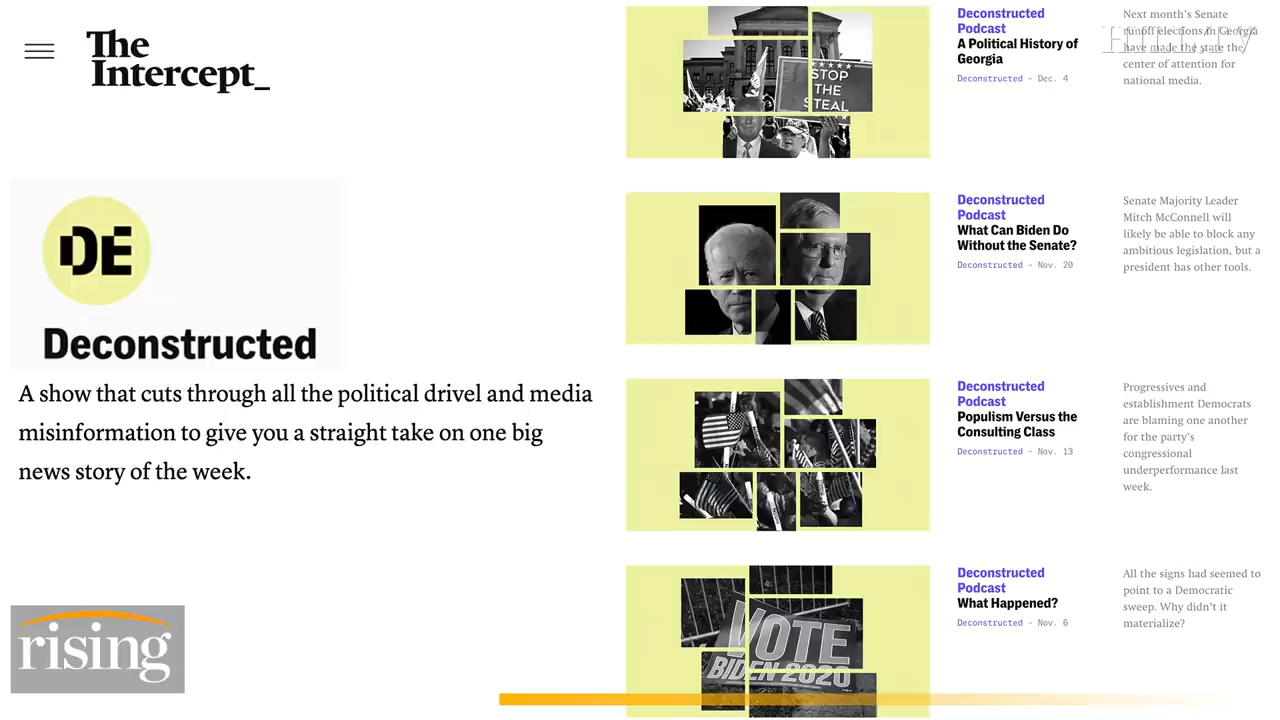 The
Intercept_
DE
Deconstructed
A show that cuts through all the political drivel and media
misinformation to give you a straight take on one big
news story of the week.
rising
STOP
THE
STEAL
Deconstructed
Podcast
A Political History of
Georgia
Deconstructed – Dec. 4
Next month's Senate
runoff elections in Georgia
have made the state the
center of attention for
national media.
HILL.TV
Deconstructed
Podcast
What Can Biden Do
Without the Senate?
Deconstructed – Nov. 20
Senate Majority Leader
Mitch McConnell will
likely be able to block any
ambitious legislation, but a
president has other tools.
Deconstructed
Podcast
Populism Versus the
Consulting Class
Deconstructed – Nov. 13
Progressives and
establishment Democrats
are blaming one another
for the party's
congressional
underperformance last
week.
VOTE
BIDEN 2020
Deconstructed
Podcast
What Happened?
Deconstructed – Nov. 6
All the signs had seemed to
point to a Democratic
sweep. Why didn't it
materialize?